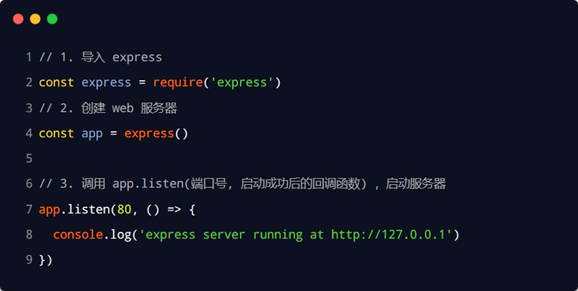 1 // 1. 导入 express
2 const express = require('express')
3 // 2. 创建 web 服务器
4 const app = express()
5
6 // 3. 调用 app.listen(端口号, 启动成功后的回调函数) , 启动服务器
7 app.listen(80, () => {
8   console.log('express server running at http://127.0.0.1')
9 })